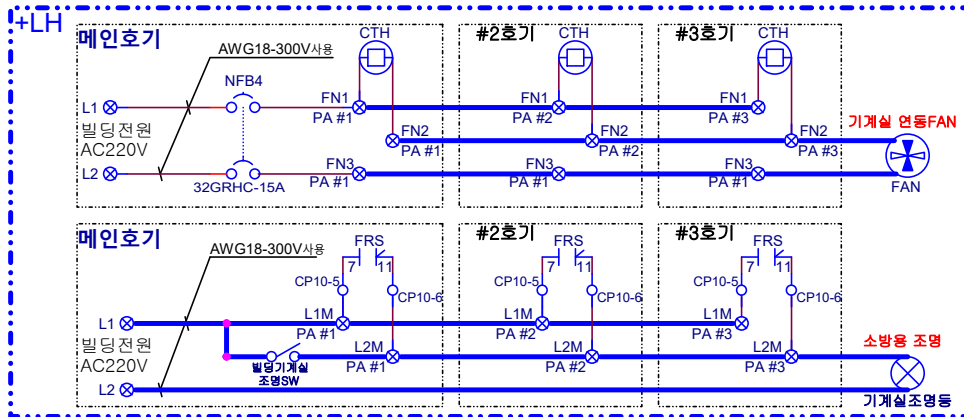 +LH
메인호기
#2호기
#3호기
AWG18-300V사용
CTH
CTH
CTH
NFB4
L1
FN1
PA #1
FN1
PA #2
FN1
PA #3
빌딩전원
AC220V
FN2
PA #1
FN2
PA #2
FN2
PA #3
기계실 연동FAN
L2
32GRHC-15A
FN3
PA #1
FN3
PA #1
FN3
PA #1
FAN
메인호기
#2호기
#3호기
AWG18-300V사용
FRS
7 11
FRS
7 11
FRS
7 11
CP10-5
CP10-6
CP10-5
CP10-6
CP10-5
CP10-6
L1
L1M
PA #1
L1M
PA #2
L1M
PA #3
빌딩전원
AC220V
빌딩기계실
조명SW
L2M
PA #1
L2M
PA #2
L2M
PA #3
소방용 조명
L2
기계실조명등